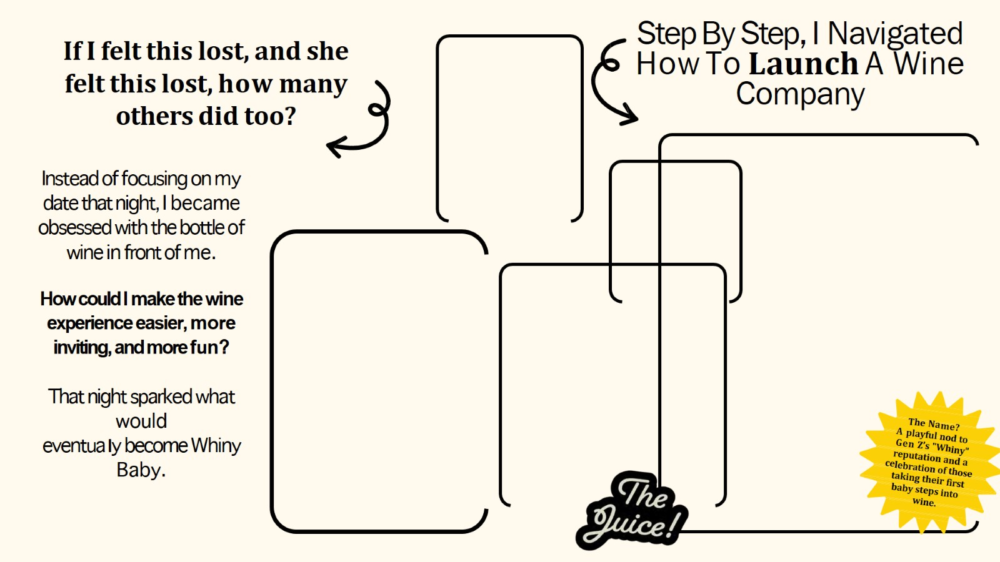 If I felt this lost, and she
felt this lost, how many
others did too?
Instead of focusing on my
date that night, I became
obsessed with the bottle of
wine in front of me.
How could I make the wine
experience easier, more
inviting, and more fun?
That night sparked what
would
eventually become Whiny
Baby.
Step By Step, I Navigated
How To Launch A Wine
Company
The
Juice!
The Name?
A playful nod to
Gen Z's "Whiny"
reputation and a
celebration of those
taking their first
baby steps into
wine.